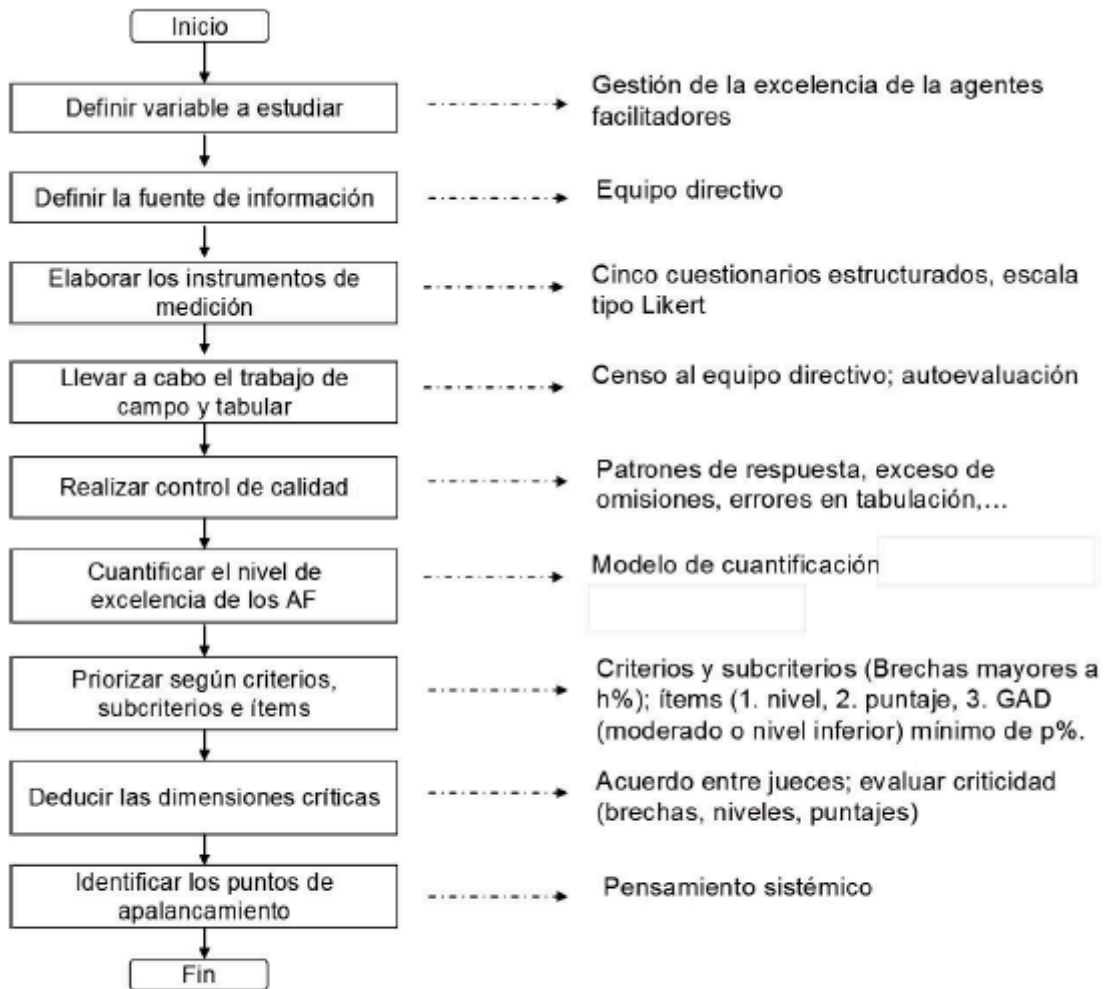 Inicio
Definir variable a estudiar
Gestión de la excelencia de la agentes
facilitadores
Definir la fuente de información
Equipo directivo
Elaborar los instrumentos de
medición
Cinco cuestionarios estructurados, escala
tipo Likert
Llevar a cabo el trabajo de
campo y tabular
Censo al equipo directivo; autoevaluación
Realizar control de calidad
Patrones de respuesta, exceso de
omisiones, errores en tabulación,...
Cuantificar el nivel de
excelencia de los AF
Modelo de cuantificación
Priorizar según criterios,
subcriterios e ítems
Criterios y subcriterios (Brechas mayores a
h%); ítems (1. nivel, 2. puntaje, 3. GAD
(moderado o nivel inferior) mínimo de p%.
Deducir las dimensiones críticas
Acuerdo entre jueces; evaluar criticidad
(brechas, niveles, puntajes)
Identificar los puntos de
apalancamiento
Pensamiento sistémico
Fin